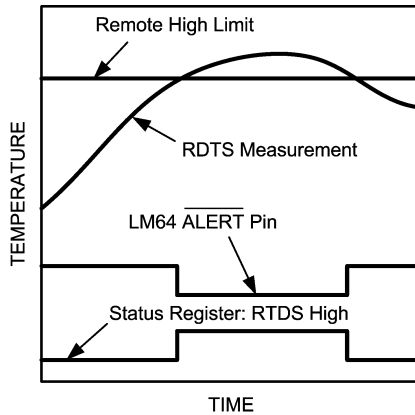 Remote High Limit
RDTS Measurement
LM64 ALERT Pin
Status Register: RTDS High
TEMPERATURE
TIME